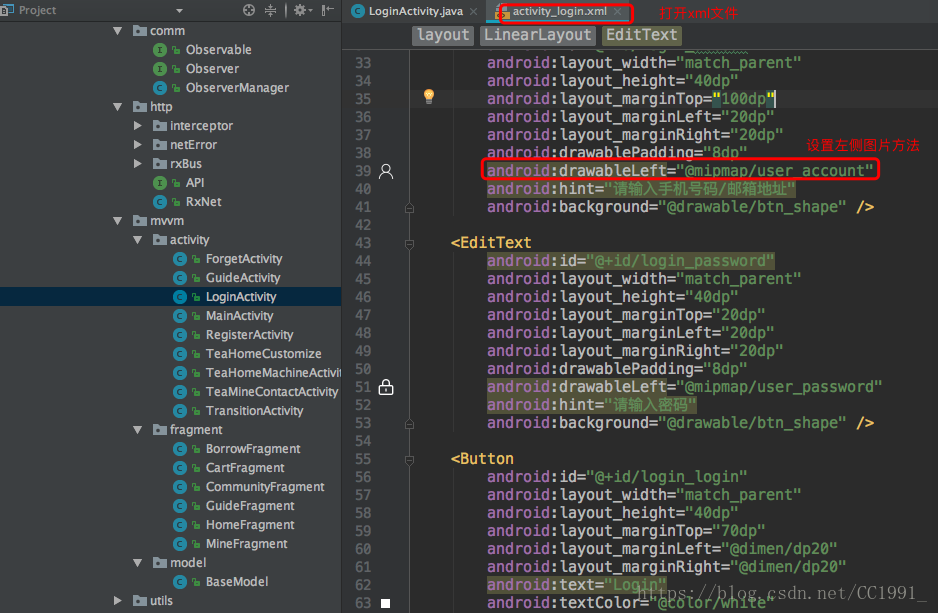 Project
LoginActivity.java
activity_login.xml
打开xml文件
layout LinearLayout EditText
comm
Observable
Observer
ObserverManager
http
interceptor
netError
rxBus
API
RxNet
mvvm
activity
ForgetActivity
GuideActivity
LoginActivity
MainActivity
RegisterActivity
TeaHomeCustomize
TeaHomeMachineActivit
TeaMineContactActivity
TransitionActivity
fragment
BorrowFragment
CartFragment
CommunityFragment
GuideFragment
HomeFragment
MineFragment
model
BaseModel
utils
33 android:layout_width="match_parent"
34 android:layout_height="40dp"
35 android:layout_marginTop="100dp"
36 android:layout_marginLeft="20dp"
37 android:layout_marginRight="20dp"
设置左侧图片方法
38 android:drawablePadding="8dp"
39 android:drawableLeft="@mipmap/user_account"
40 android:hint="请输入手机号码/邮箱地址"
41 android:background="@drawable/btn_shape" />
42
43 <EditText
44 android:id="@+id/login_password"
45 android:layout_width="match_parent"
46 android:layout_height="40dp"
47 android:layout_marginTop="20dp"
48 android:layout_marginLeft="20dp"
49 android:layout_marginRight="20dp"
50 android:drawablePadding="8dp"
51 android:drawableLeft="@mipmap/user_password"
52 android:hint="请输入密码"
53 android:background="@drawable/btn_shape" />
54
55 <Button
56 android:id="@+id/login_login"
57 android:layout_width="match_parent"
58 android:layout_height="40dp"
59 android:layout_marginTop="70dp"
60 android:layout_marginLeft="@dimen/dp20"
61 android:layout_marginRight="@dimen/dp20"
62 android:text="Login"
https://blog.csdn.net/CC1991_
63 android:textColor="@color/white"